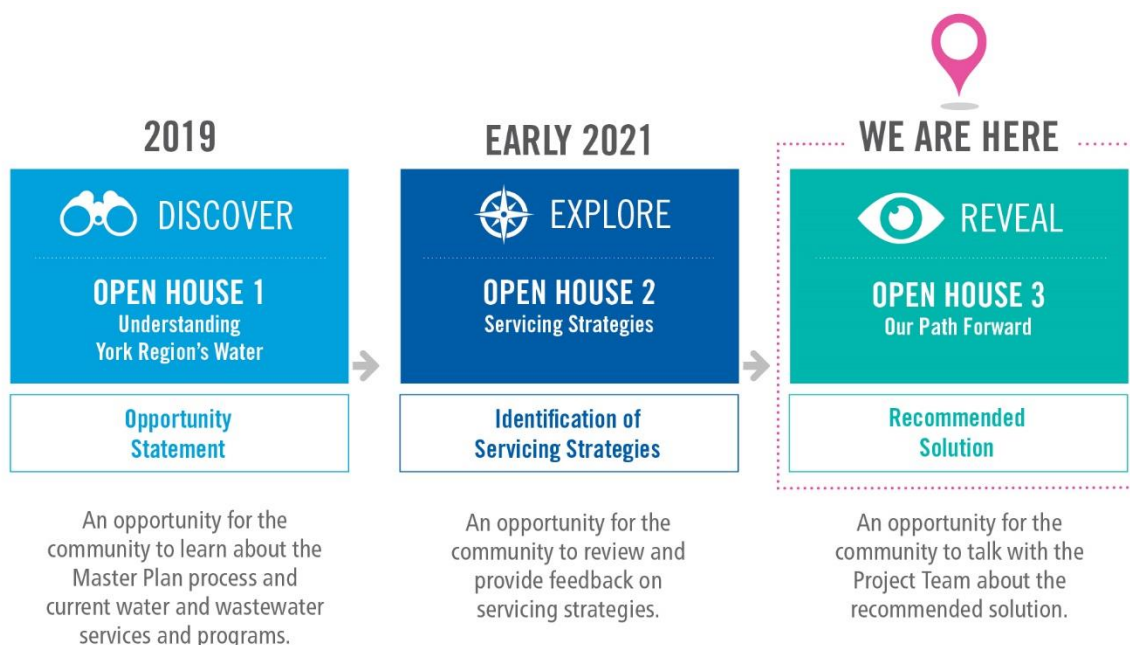 2019
DISCOVER
OPEN HOUSE 1
Understanding
York Region's Water
Opportunity
Statement
An opportunity for the
community to learn about the
Master Plan process and
current water and wastewater
services and programs.
EARLY 2021
EXPLORE
OPEN HOUSE 2
Servicing Strategies
Identification of
Servicing Strategies
An opportunity for the
community to review and
provide feedback on
servicing strategies.
WE ARE HERE
REVEAL
OPEN HOUSE 3
Our Path Forward
Recommended
Solution
An opportunity for the
community to talk with the
Project Team about the
recommended solution.